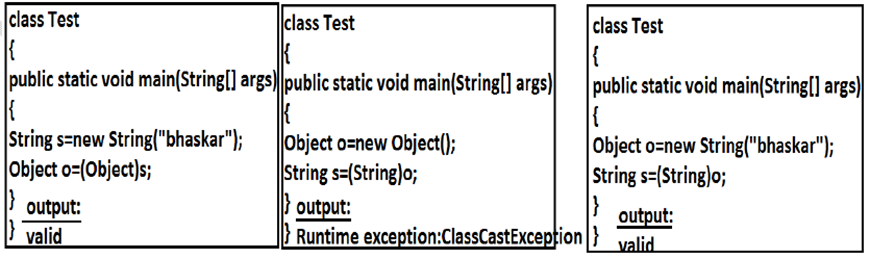 class Test
{
public static void main(String[] args)
{
String s=new String("bhaskar");
Object o=(Object)s;
} output:
} valid
class Test
{
public static void main(String[] args)
{
Object o=new Object();
String s=(String)o;
} output:
} Runtime exception:ClassCastException
class Test
{
public static void main(String[] args)
{
Object o=new String("bhaskar");
String s=(String)o;
} output:
} valid